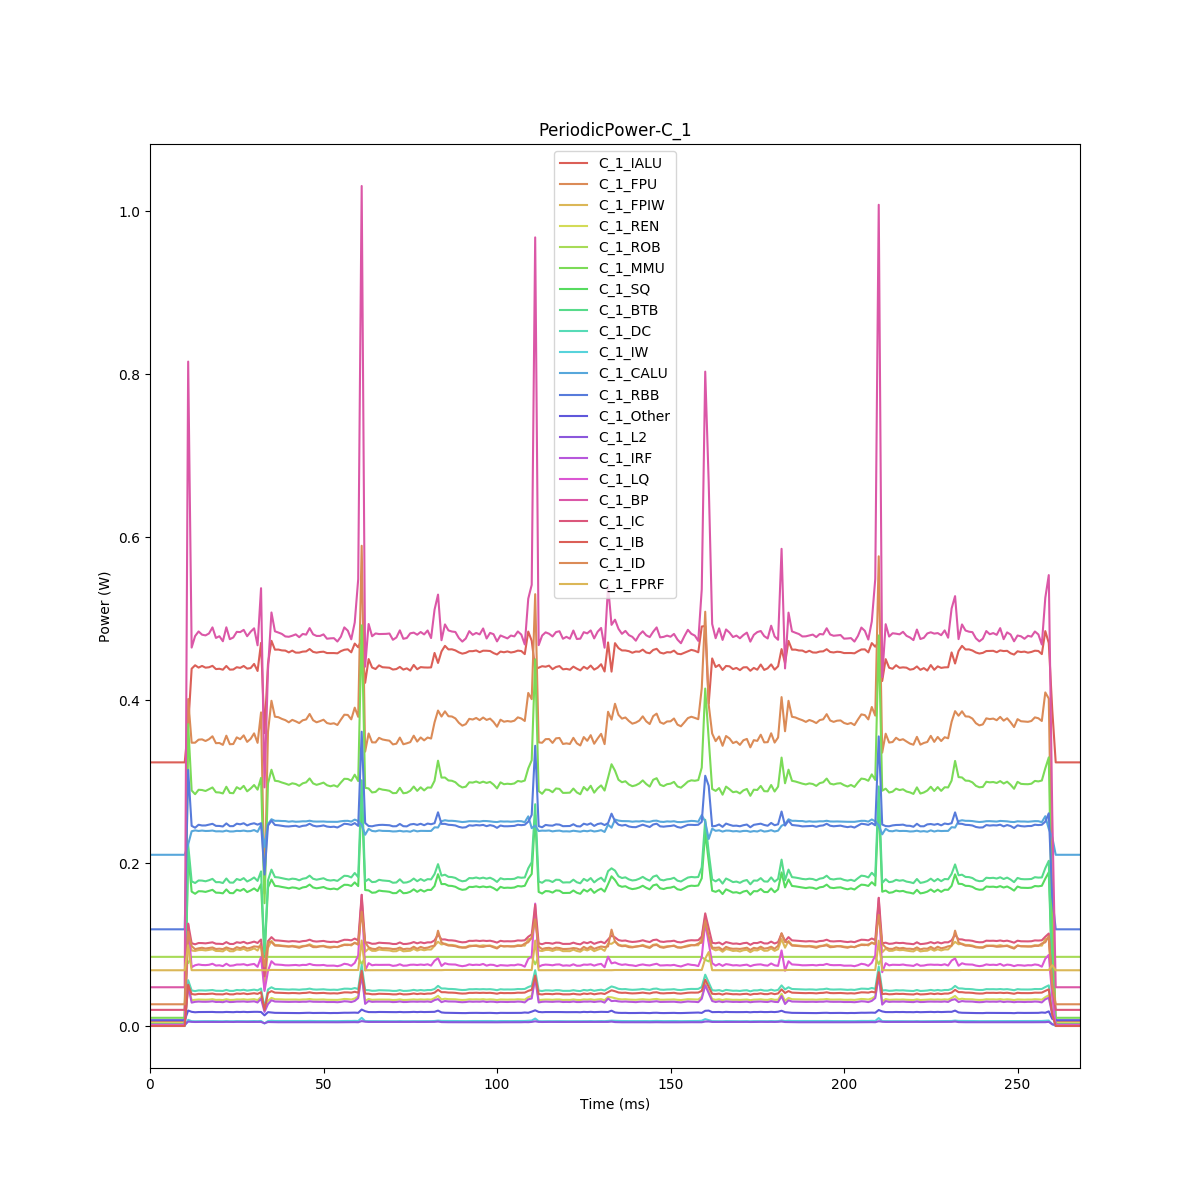 PeriodicPower-C_1
C_1_IALU
C_1_FPU
C_1_FPIW
C_1_REN
C_1_ROB
C_1_MMU
C_1_SQ
C_1_BTB
C_1_DC
C_1_IW
C_1_CALU
C_1_RBB
C_1_Other
C_1_L2
C_1_IRF
C_1_LQ
C_1_BP
C_1_IC
C_1_IB
C_1_ID
C_1_FPRF
1.0
0.8
0.6
0.4
0.2
0.0
Power (W)
0 50 100 150 200 250
Time (ms)